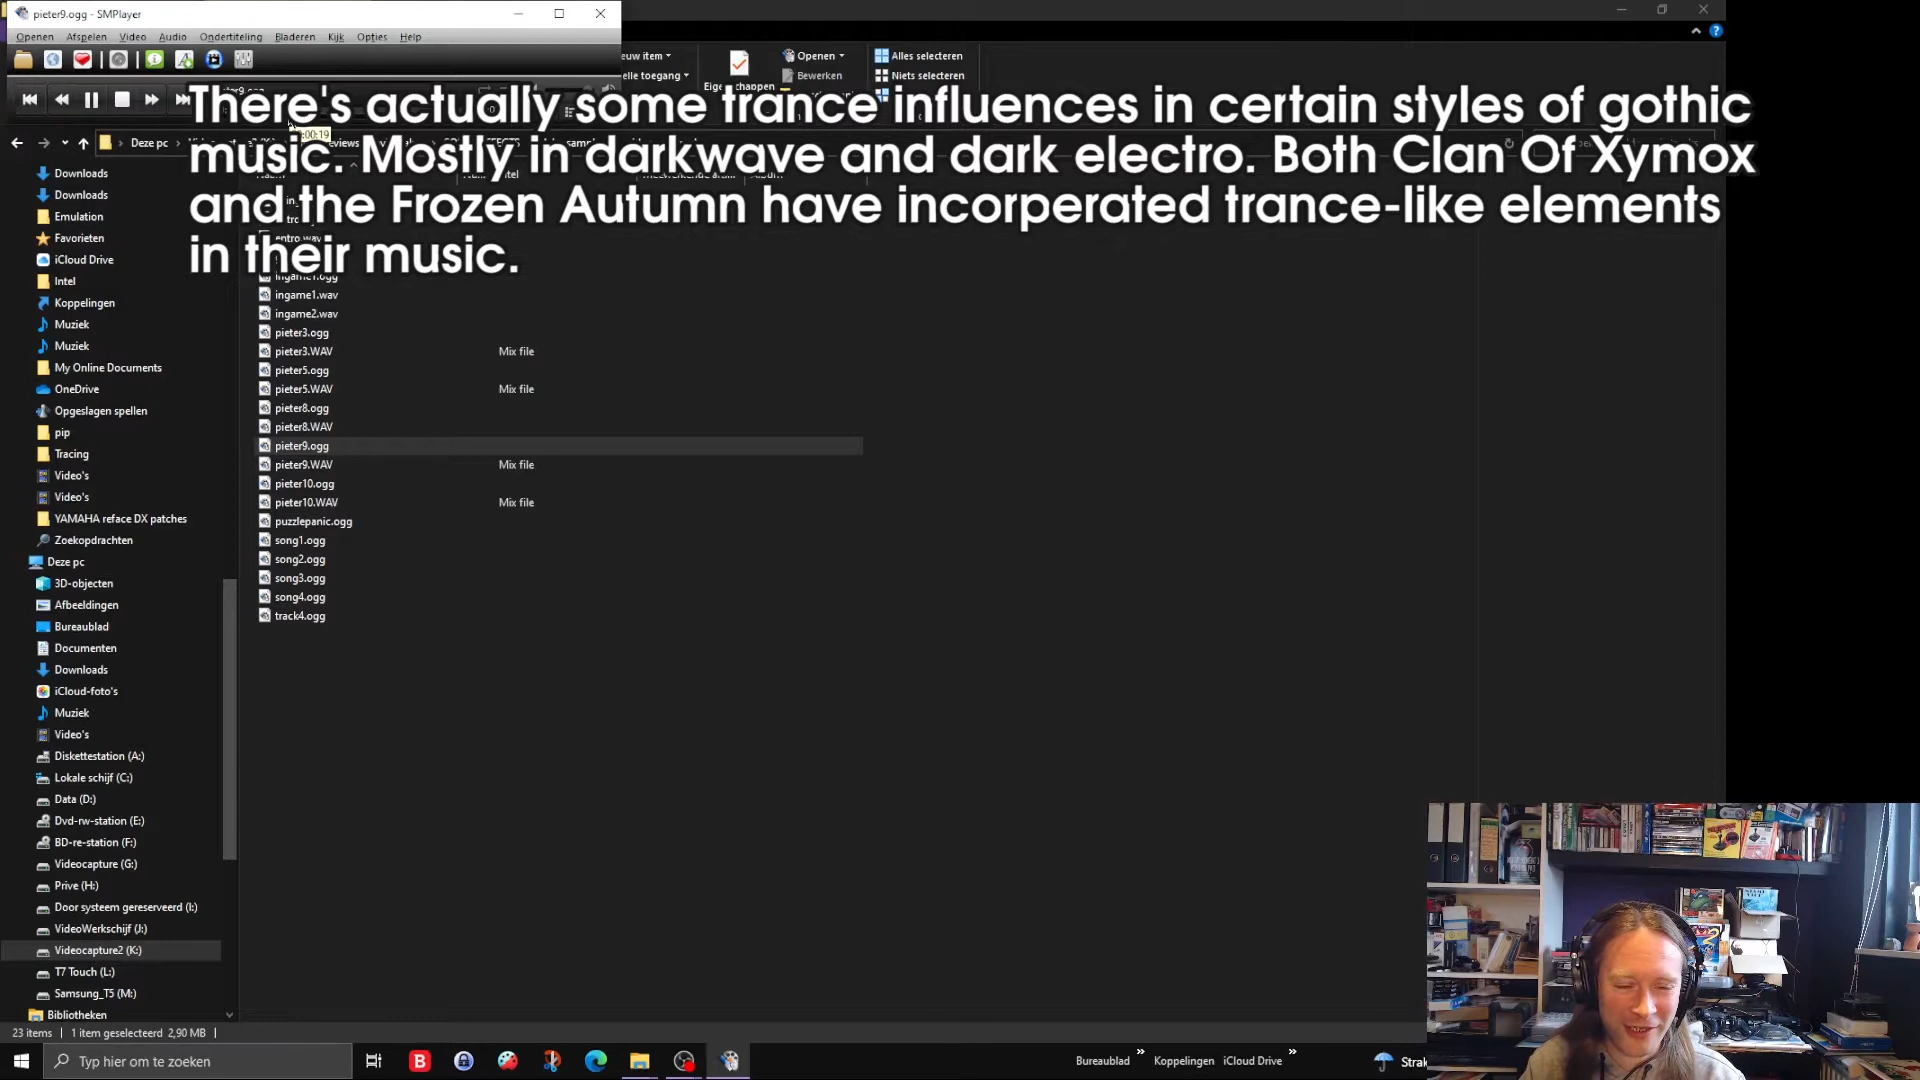 pieter9.ogg - SMPlayer
Openen Afspelen Video Audio Ondertiteling Bladeren Kijk Opties Help
Openen
Alles selecteren
Bewerken
Niets selecteren
There's actually some trance influences in certain styles of gothic
music. Mostly in darkwave and dark electro. Both Clan Of Xymox
and the Frozen Autumn have incorperated trance-like elements
in their music.
Deze pc
Downloads
Downloads
Emulation
Favorieten
iCloud Drive
Intel
Koppelingen
Muziek
Muziek
My Online Documents
OneDrive
Opgeslagen spellen
pip
Tracing
Video's
Video's
YAMAHA reface DX patches
Zoekopdrachten
Deze pc
3D-objecten
Afbeeldingen
Bureaublad
Documenten
Downloads
iCloud-foto's
Muziek
Video's
Diskettestation (A:)
Lokale schijf (C:)
Data (D:)
Dvd-rw-station (E:)
BD-re-station (F:)
Videocapture (G:)
Prive (H:)
Door systeem gereserveerd (I:)
VideoWerkschijf (J:)
Videocapture2 (K:)
T7 Touch (L:)
Samsung_T5 (M:)
Bibliotheken
ingame1.ogg
ingame1.wav
ingame2.wav
pieter3.ogg
pieter3.WAV Mix file
pieter5.ogg
pieter5.WAV Mix file
pieter8.ogg
pieter8.WAV
pieter9.ogg
pieter9.WAV Mix file
pieter10.ogg
pieter10.WAV Mix file
puzzlepanic.ogg
song1.ogg
song2.ogg
song3.ogg
song4.ogg
track4.ogg
23 items 1 item geselecteerd 2,90 MB
Typ hier om te zoeken
Bureaublad Koppelingen iCloud Drive